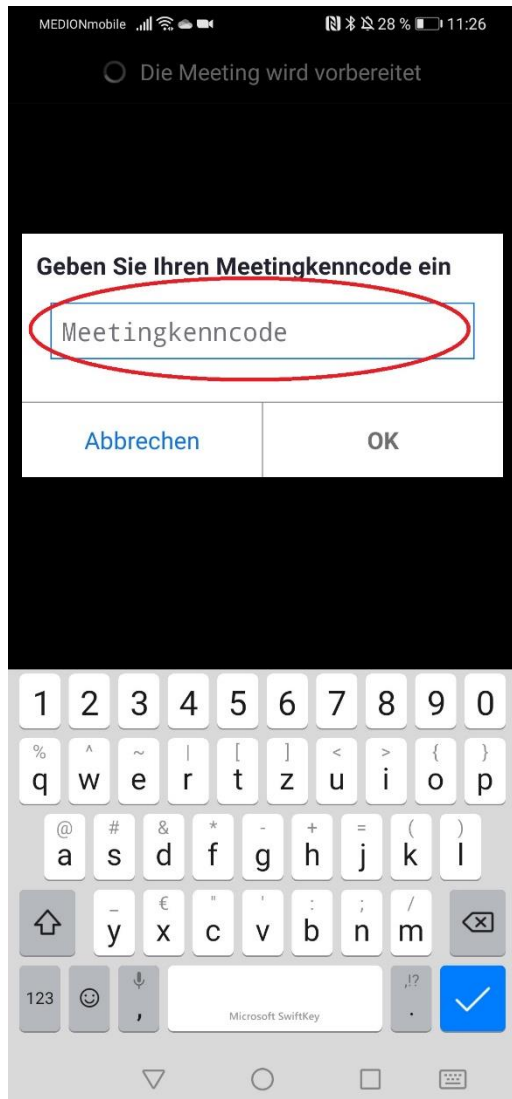 MEDIONmobile 28 % 11:26
Die Meeting wird vorbereitet
Geben Sie Ihren Meetingkenncode ein
Meetingkenncode
Abbrechen OK
1 2 3 4 5 6 7 8 9 0
% ^ ~ | [ ] < > { }
q w e r t z u i o p
@ # & * - + = ( )
a s d f g h j k l
_ € " ' : ; /
y x c v b n m
123 , ,!? .
Microsoft SwiftKey